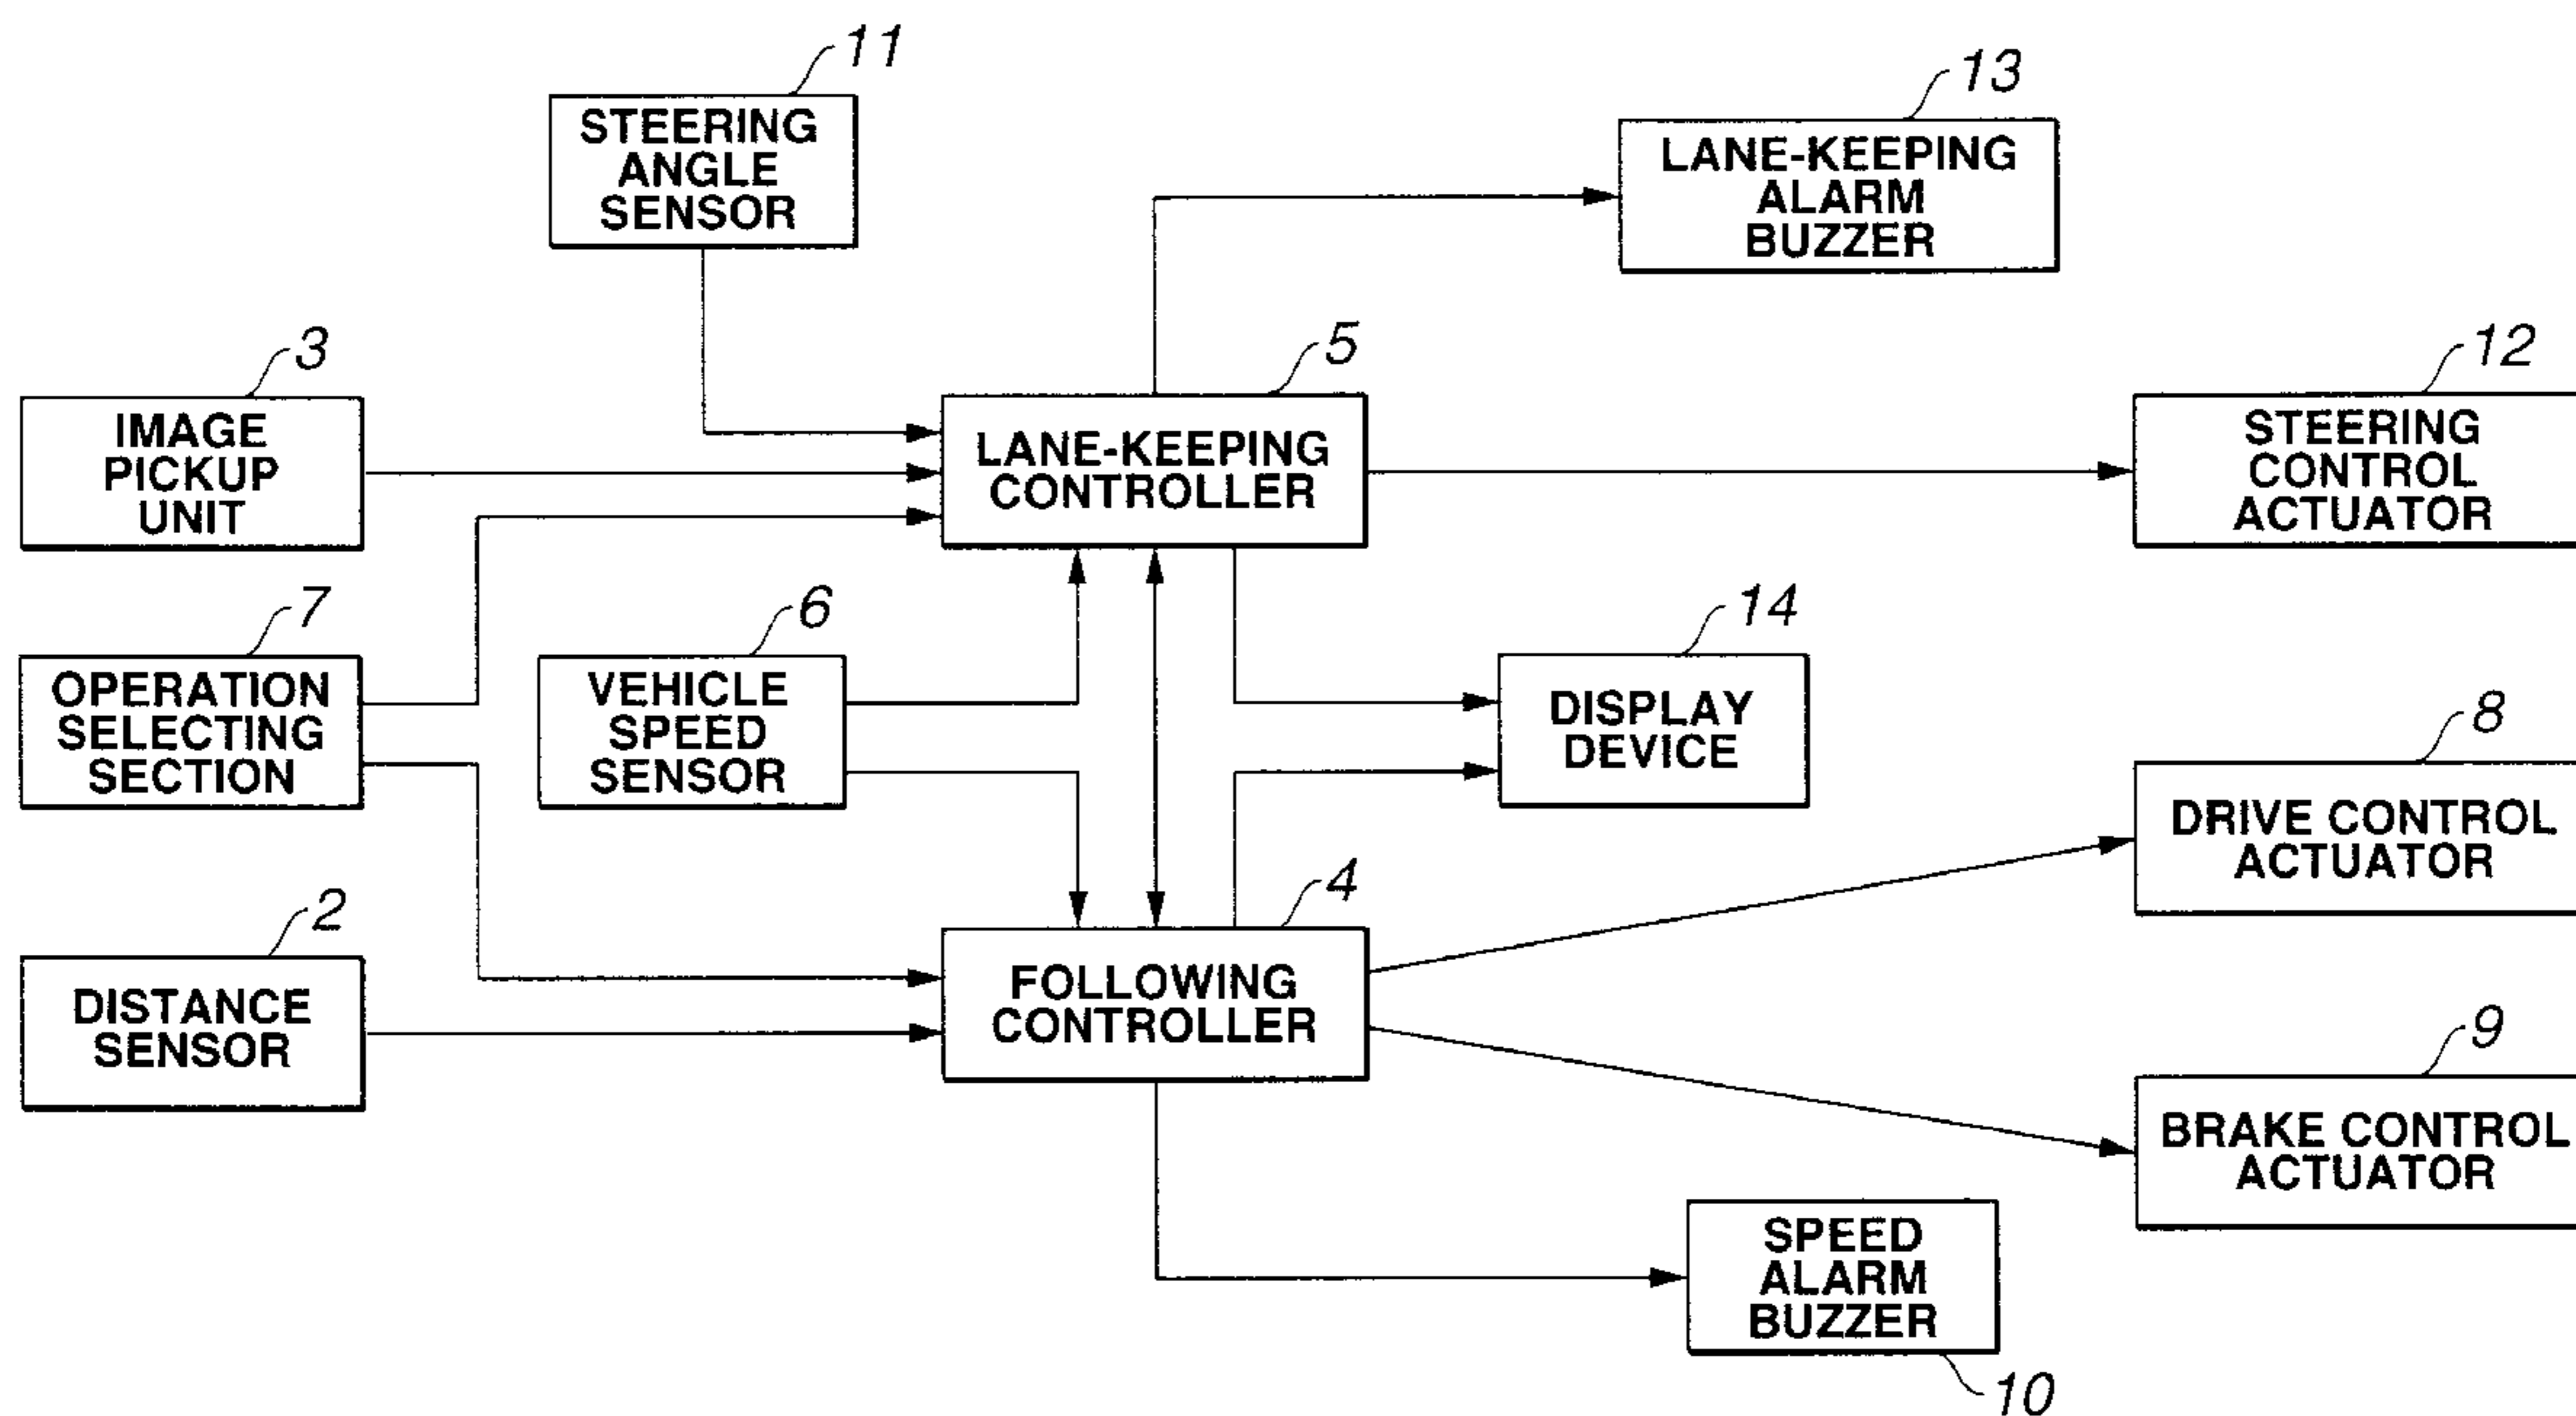 11
STEERING
ANGLE
SENSOR
13
LANE-KEEPING
ALARM
BUZZER
3
IMAGE
PICKUP
UNIT
5
LANE-KEEPING
CONTROLLER
12
STEERING
CONTROL
ACTUATOR
7
OPERATION
SELECTING
SECTION
6
VEHICLE
SPEED
SENSOR
14
DISPLAY
DEVICE
8
DRIVE CONTROL
ACTUATOR
2
DISTANCE
SENSOR
4
FOLLOWING
CONTROLLER
9
BRAKE CONTROL
ACTUATOR
SPEED
ALARM
BUZZER
10